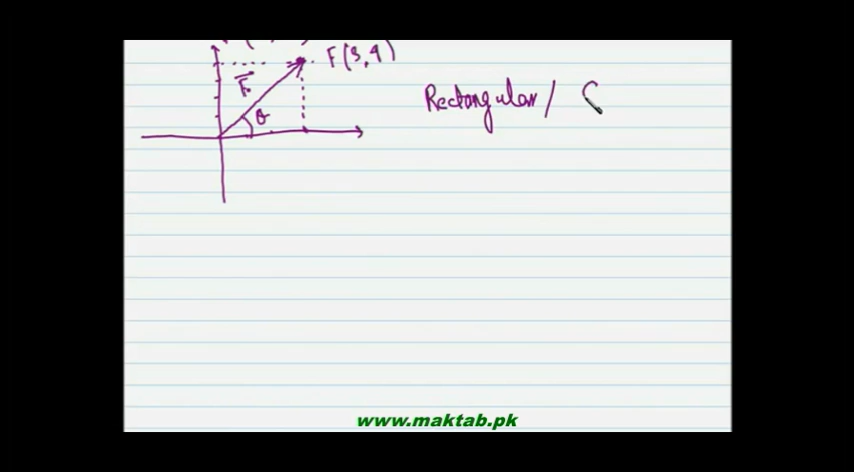 F(3,4)
F
θ
Rectangular / C
www.maktab.pk